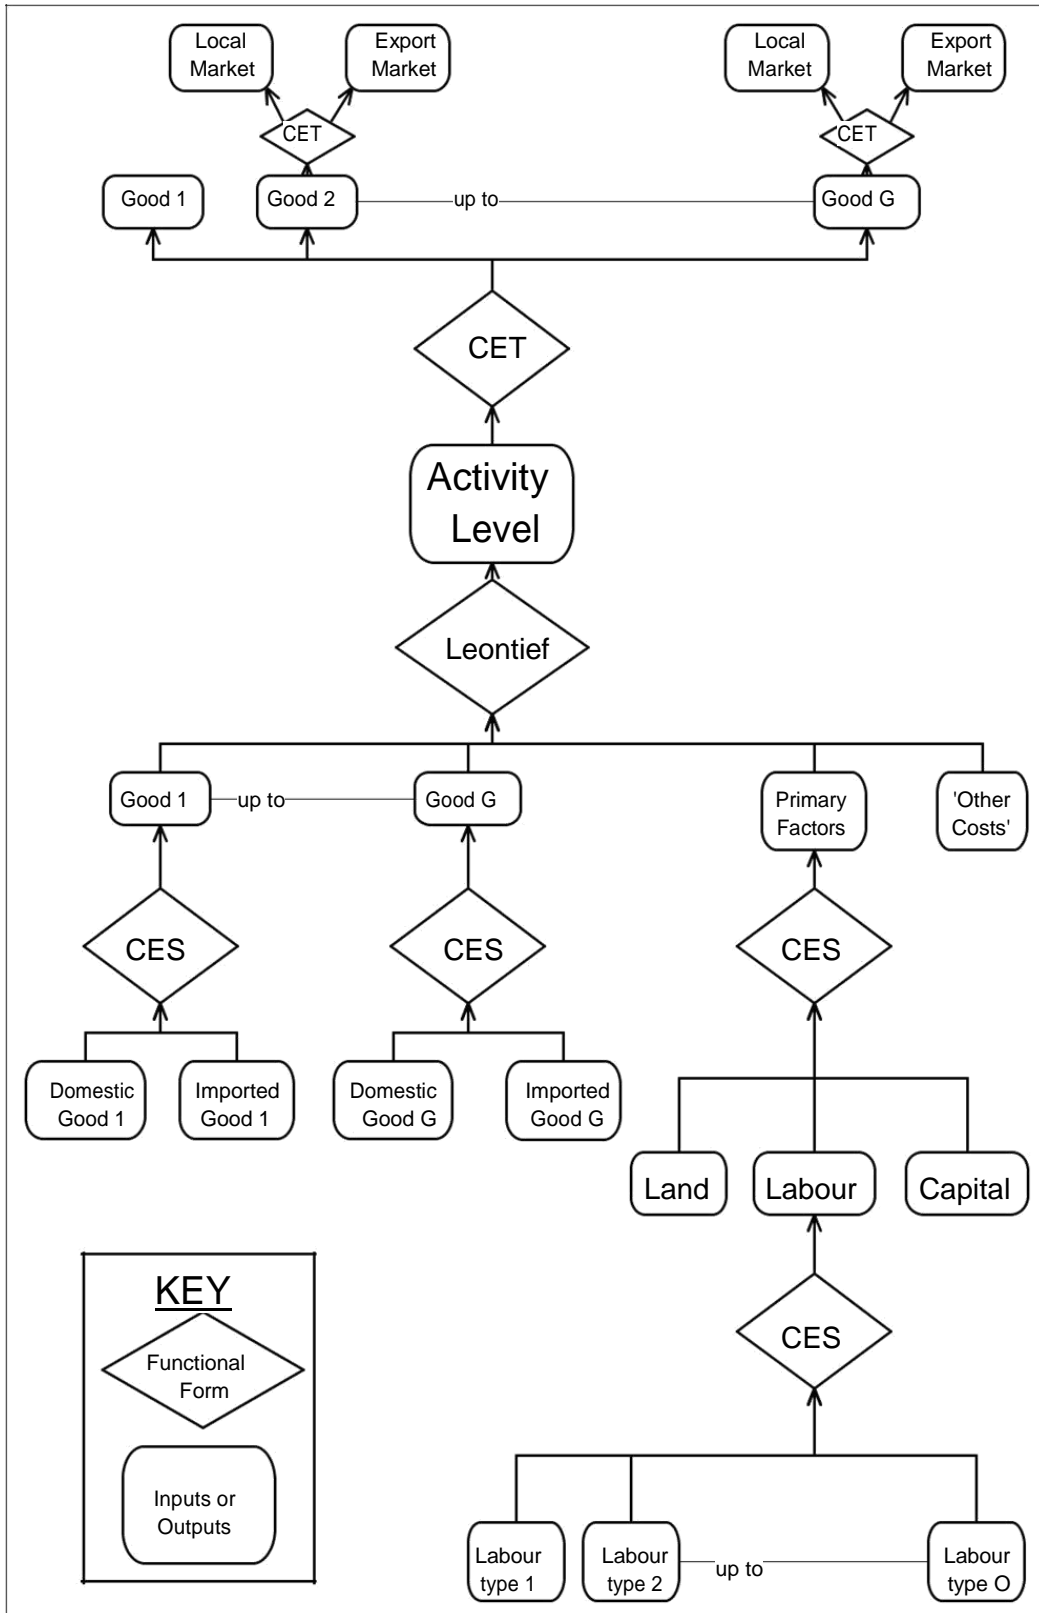 Local
Market
Export
Market
Local
Market
Export
Market
CET
CET
Good 1
Good 2
up to
Good G
CET
Activity
Level
Leontief
Good 1
up to
Good G
Primary
Factors
'Other
Costs'
CES
CES
CES
Domestic
Good 1
Imported
Good 1
Domestic
Good G
Imported
Good G
Land
Labour
Capital
KEY
Functional
Form
Inputs or
Outputs
CES
Labour
type 1
Labour
type 2
up to
Labour
type O